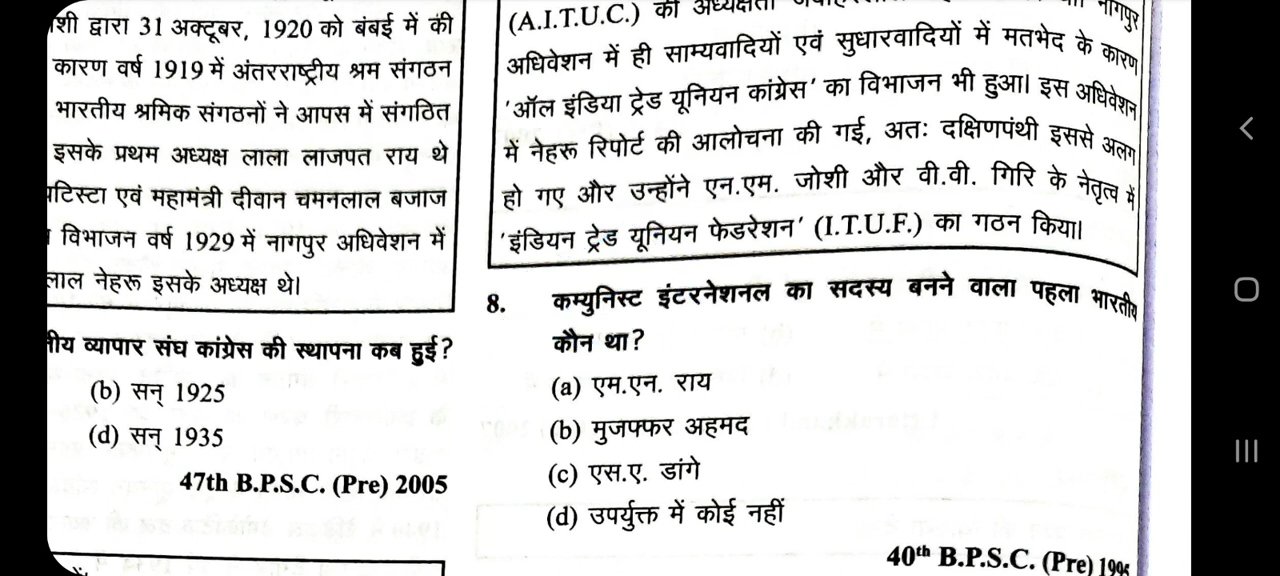 शी द्वारा 31 अक्टूबर, 1920 को बंबई में की
कारण वर्ष 1919 में अंतरराष्ट्रीय श्रम संगठन
भारतीय श्रमिक संगठनों ने आपस में संगठित
इसके प्रथम अध्यक्ष लाला लाजपत राय थे
टिस्टा एवं महामंत्री दीवान चमनलाल बजाज
विभाजन वर्ष 1929 में नागपुर अधिवेशन में
लाल नेहरू इसके अध्यक्ष थे।
तीय व्यापार संघ कांग्रेस की स्थापना कब हुई?
(b) सन् 1925
(d) सन् 1935
47th B.P.S.C. (Pre) 2005
(A.I.T.U.C.) की अध्यक्षता नागपुर
अधिवेशन में ही साम्यवादियों एवं सुधारवादियों में मतभेद के कारण
'ऑल इंडिया ट्रेड यूनियन कांग्रेस' का विभाजन भी हुआ। इस अधिवेशन
में नेहरू रिपोर्ट की आलोचना की गई, अतः दक्षिणपंथी इससे अलग
हो गए और उन्होंने एन.एम. जोशी और वी.वी. गिरि के नेतृत्व में
'इंडियन ट्रेड यूनियन फेडरेशन' (I.T.U.F.) का गठन किया।
8. कम्युनिस्ट इंटरनेशनल का सदस्य बनने वाला पहला भारतीय
कौन था?
(a) एम.एन. राय
(b) मुजफ्फर अहमद
(c) एस.ए. डांगे
(d) उपर्युक्त में कोई नहीं
40th B.P.S.C. (Pre)